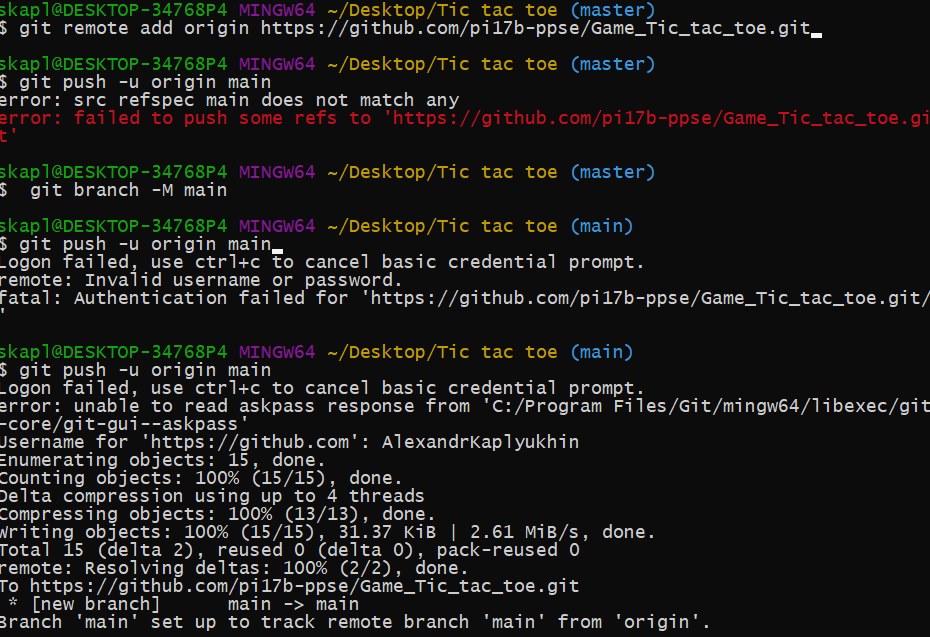 skapl@DESKTOP-34768P4 MINGW64 ~/Desktop/Tic tac toe (master)
$ git remote add origin https://github.com/pi17b-ppse/Game_Tic_tac_toe.git
skapl@DESKTOP-34768P4 MINGW64 ~/Desktop/Tic tac toe (master)
$ git push -u origin main
error: src refspec main does not match any
error: failed to push some refs to 'https://github.com/pi17b-ppse/Game_Tic_tac_toe.gi
t'
skapl@DESKTOP-34768P4 MINGW64 ~/Desktop/Tic tac toe (master)
$  git branch -M main
skapl@DESKTOP-34768P4 MINGW64 ~/Desktop/Tic tac toe (main)
$ git push -u origin main
Logon failed, use ctrl+c to cancel basic credential prompt.
remote: Invalid username or password.
fatal: Authentication failed for 'https://github.com/pi17b-ppse/Game_Tic_tac_toe.git/
'
skapl@DESKTOP-34768P4 MINGW64 ~/Desktop/Tic tac toe (main)
$ git push -u origin main
Logon failed, use ctrl+c to cancel basic credential prompt.
error: unable to read askpass response from 'C:/Program Files/Git/mingw64/libexec/git
-core/git-gui--askpass'
Username for 'https://github.com': AlexandrKaplyukhin
Enumerating objects: 15, done.
Counting objects: 100% (15/15), done.
Delta compression using up to 4 threads
Compressing objects: 100% (13/13), done.
Writing objects: 100% (15/15), 31.37 KiB | 2.61 MiB/s, done.
Total 15 (delta 2), reused 0 (delta 0), pack-reused 0
remote: Resolving deltas: 100% (2/2), done.
To https://github.com/pi17b-ppse/Game_Tic_tac_toe.git
 * [new branch]      main -> main
Branch 'main' set up to track remote branch 'main' from 'origin'.